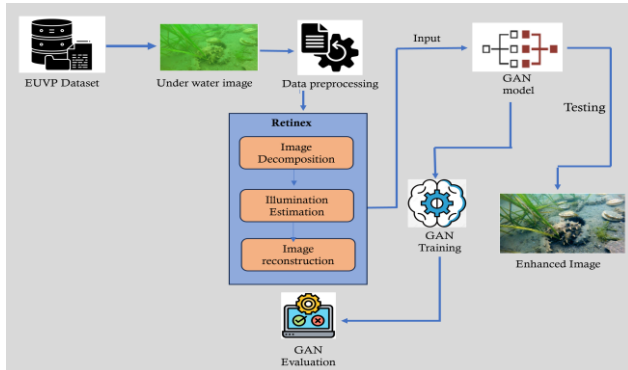 EUVP Dataset
Under water image
Data preprocessing
Input
GAN
model
Testing
Retinex
Image
Decomposition
Illumination
Estimation
Image
reconstruction
GAN
Training
Enhanced Image
GAN
Evaluation